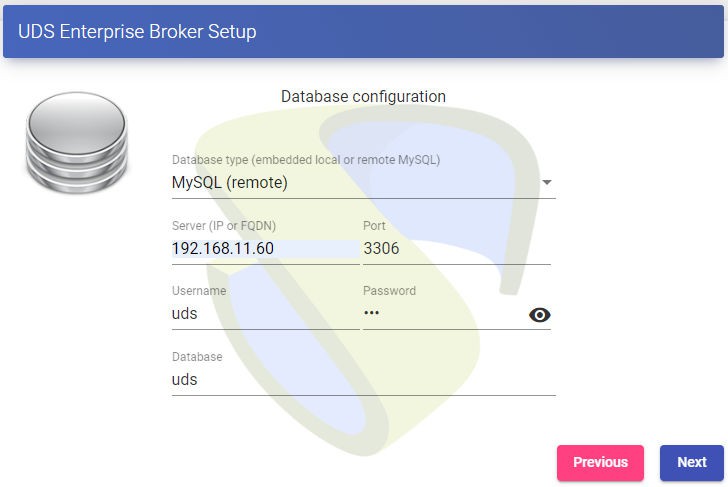 UDS Enterprise Broker Setup
Database configuration
Database type (embedded local or remote MySQL)
MySQL (remote)
Server (IP or FQDN) Port
192.168.11.60 3306
Username Password
uds •••
Database
uds
Previous Next